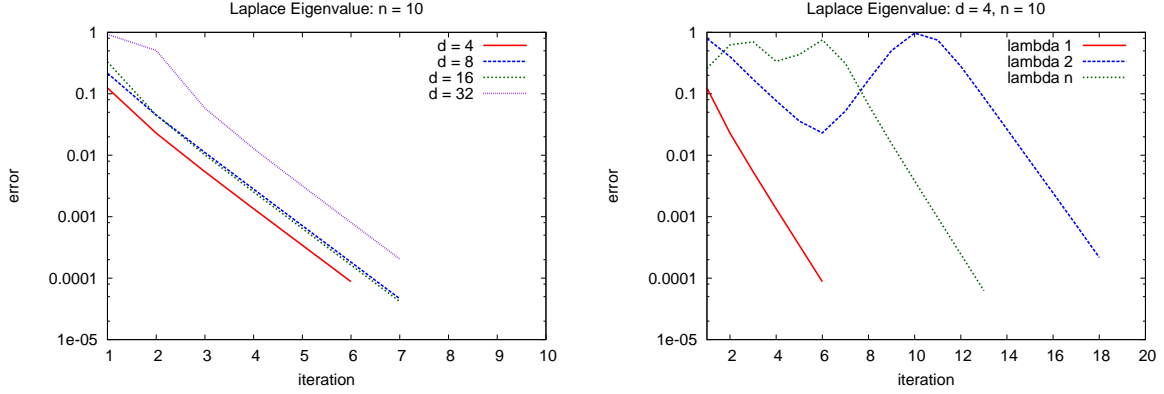 Laplace Eigenvalue: n = 10
d = 4
d = 8
d = 16
d = 32
1
0.1
0.01
0.001
0.0001
1e-05
error
1 2 3 4 5 6 7 8 9 10
iteration
Laplace Eigenvalue: d = 4, n = 10
lambda 1
lambda 2
lambda n
1
0.1
0.01
0.001
0.0001
1e-05
error
2 4 6 8 10 12 14 16 18 20
iteration